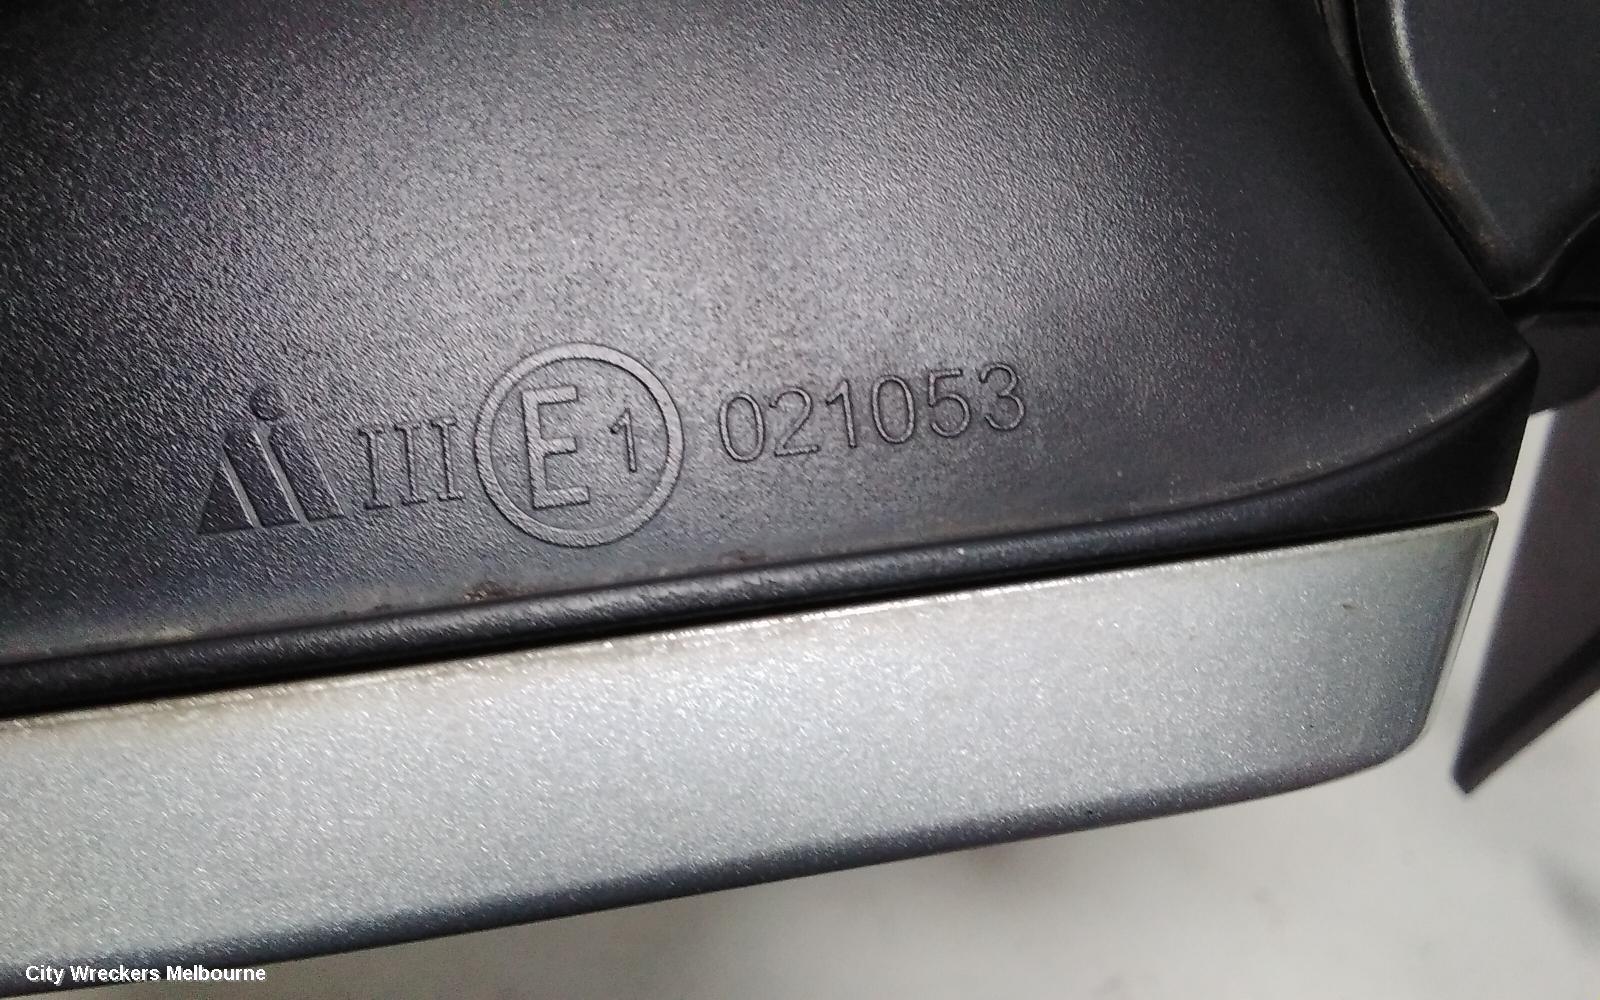 III E1 021053
City Wreckers Melbourne